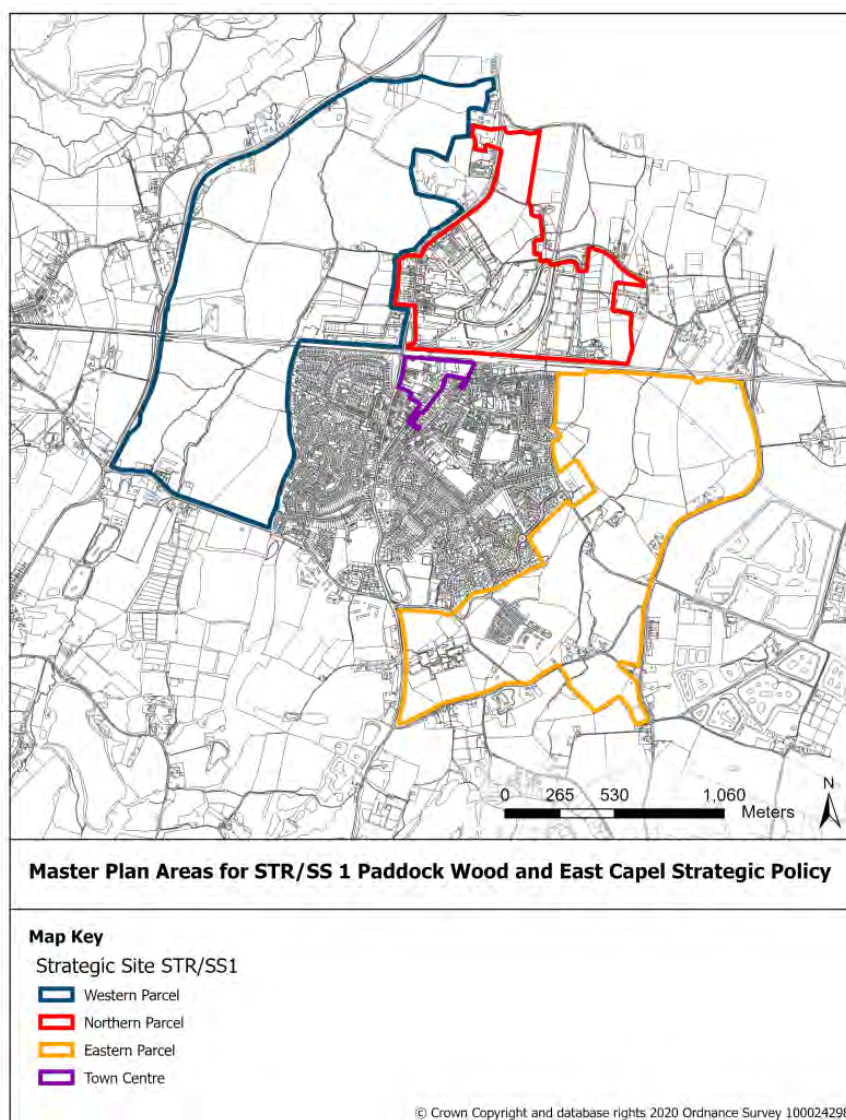 N
0 265 530 1,060
Meters
Master Plan Areas for STR/SS 1 Paddock Wood and East Capel Strategic Policy
Map Key
Strategic Site STR/SS1
Western Parcel
Northern Parcel
Eastern Parcel
Town Centre
© Crown Copyright and database rights 2020 Ordnance Survey 100024298